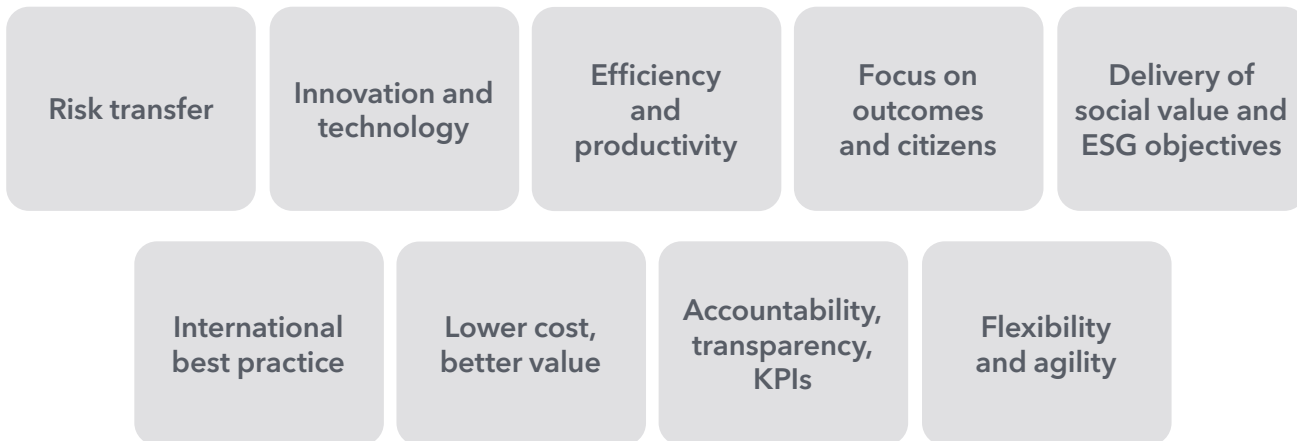 Risk transfer
Innovation and
technology
Efficiency
and
productivity
Focus on
outcomes
and citizens
Delivery of
social value and
ESG objectives
International
best practice
Lower cost,
better value
Accountability,
transparency,
KPIs
Flexibility
and agility